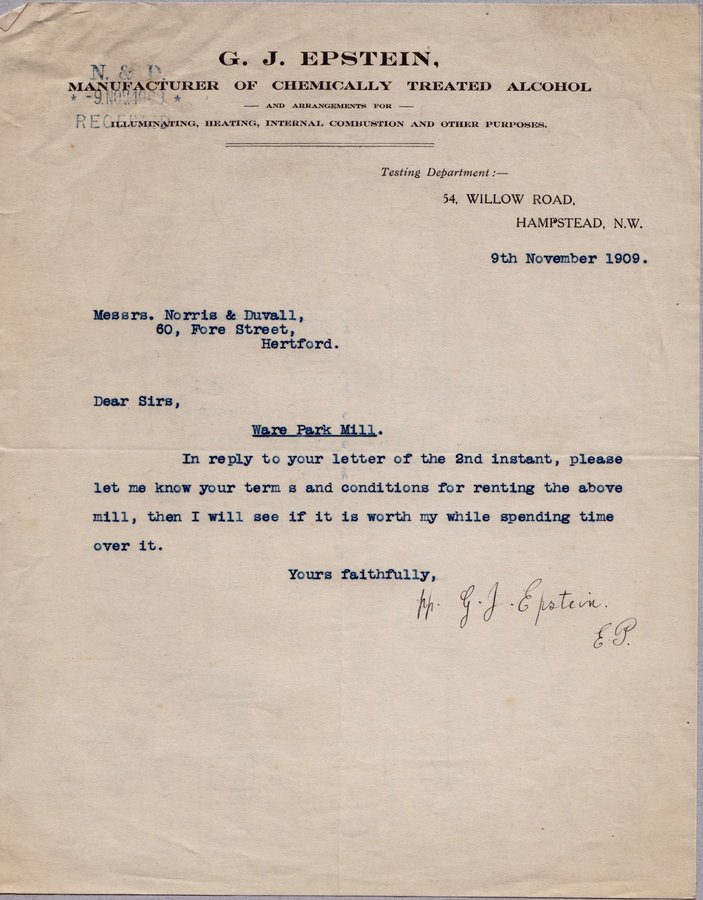 G. J. EPSTEIN,
N. & D.
MANUFACTURER OF CHEMICALLY TREATED ALCOHOL
* -9.NOV.1909 *
— AND ARRANGEMENTS FOR —
RECEIVED
ILLUMINATING, HEATING, INTERNAL COMBUSTION AND OTHER PURPOSES.
Testing Department:—
54, WILLOW ROAD,
HAMPSTEAD, N.W.
9th November 1909.
Messrs. Norris & Duvall,
60, Fore Street,
Hertford.
Dear Sirs,
Ware Park Mill.
In reply to your letter of the 2nd instant, please
let me know your term s and conditions for renting the above
mill, then I will see if it is worth my while spending time
over it.
Yours faithfully,
pp. G. J. Epstein.
E.P.